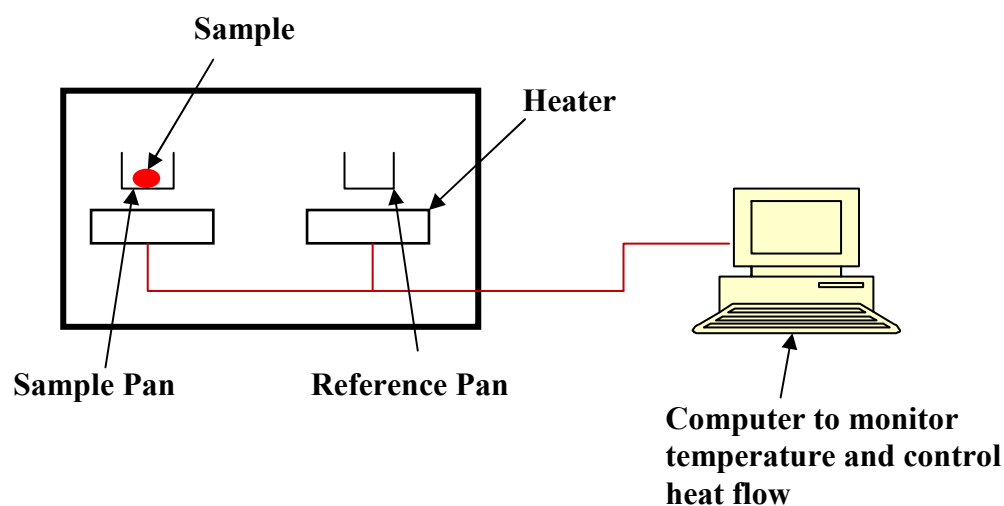 Sample
Heater
Sample Pan
Reference Pan
Computer to monitor
temperature and control
heat flow